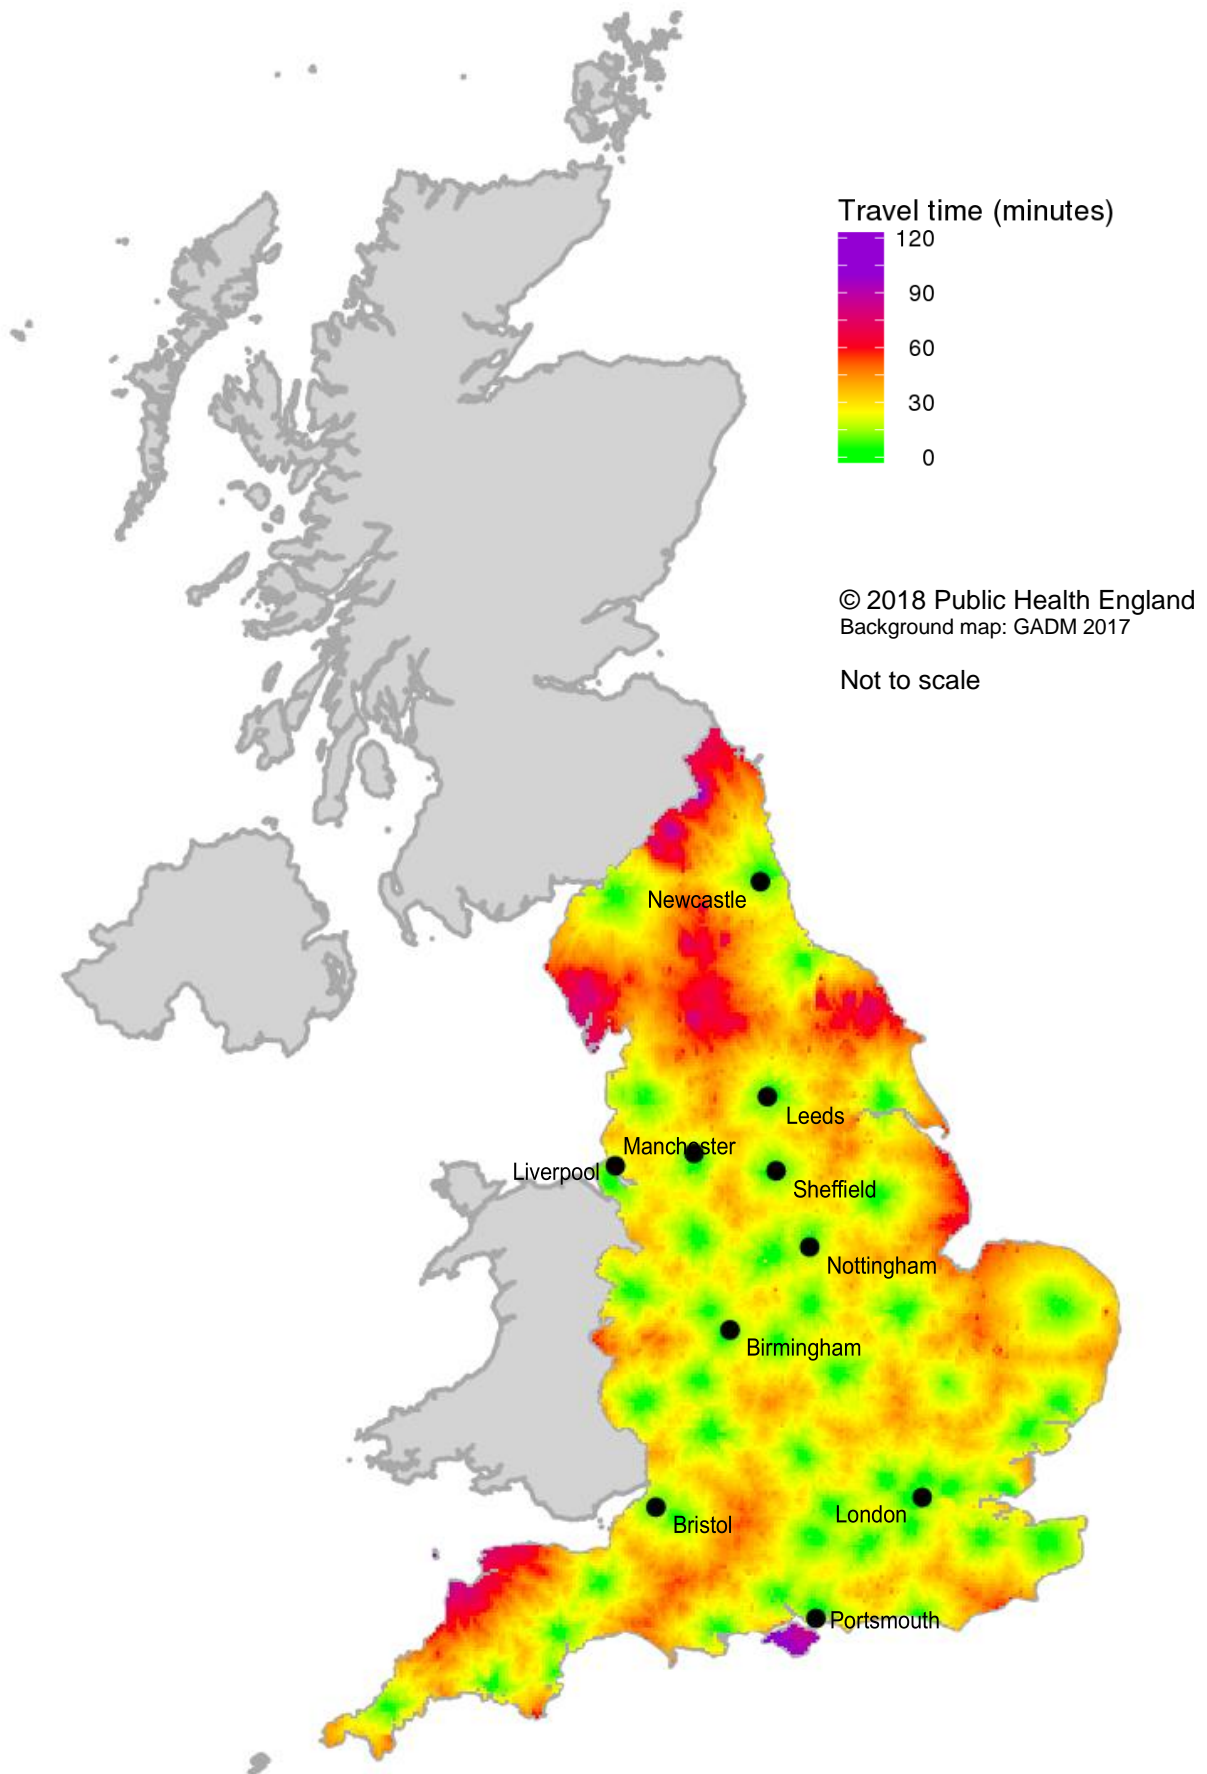 Travel time (minutes)
120
90
60
30
0
© 2018 Public Health England
Background map: GADM 2017
Not to scale
Newcastle
Leeds
Manchester
Liverpool
Sheffield
Nottingham
Birmingham
London
Bristol
Portsmouth